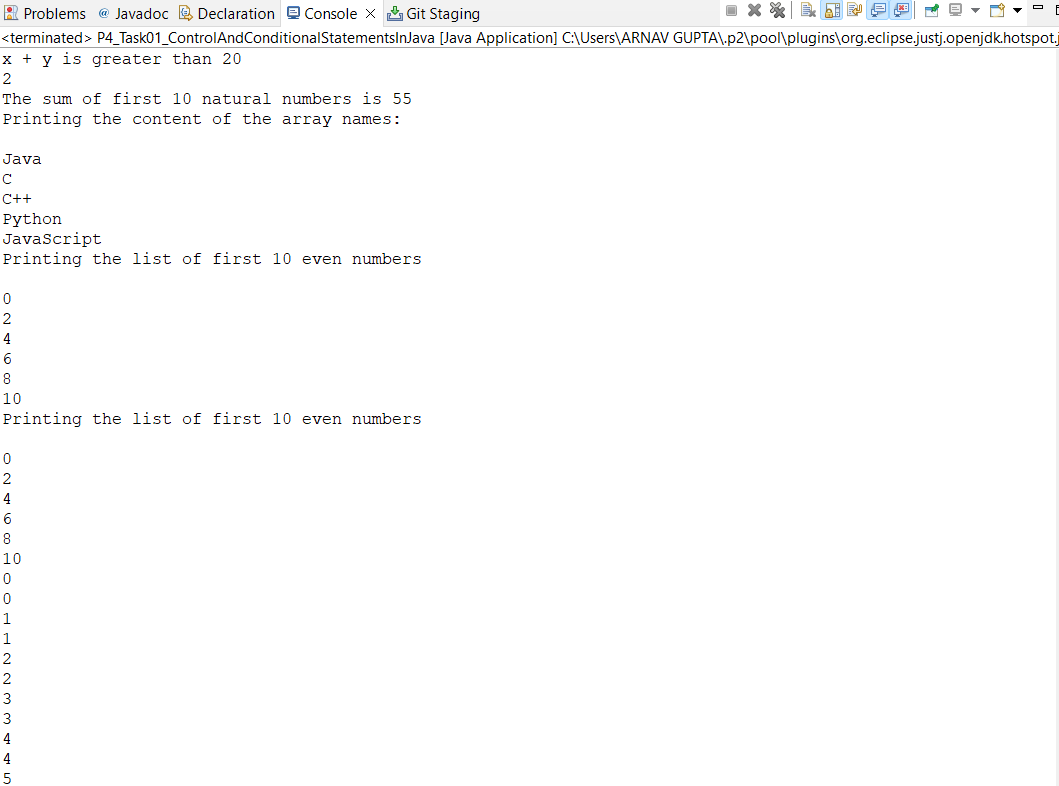 Problems @ Javadoc Declaration Console Git Staging
<terminated> P4_Task01_ControlAndConditionalStatementsInJava [Java Application] C:\Users\ARNAV GUPTA\.p2\pool\plugins\org.eclipse.justj.openjdk.hotspot.j
x + y is greater than 20
2
The sum of first 10 natural numbers is 55
Printing the content of the array names:
Java
C
C++
Python
JavaScript
Printing the list of first 10 even numbers
0
2
4
6
8
10
Printing the list of first 10 even numbers
0
2
4
6
8
10
0
0
1
1
2
2
3
3
4
4
5